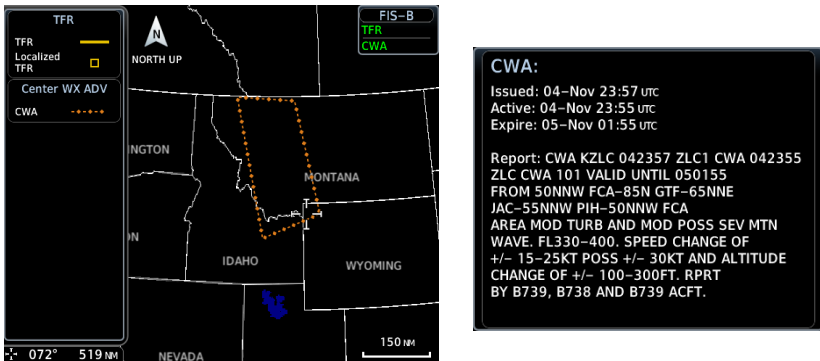 TFR
TFR
Localized
TFR
Center WX ADV
CWA
N
NORTH UP
FIS-B
TFR
CWA
NGTON
MONTANA
N
IDAHO
WYOMING
NEVADA
150 NM
072° 519 NM
CWA:
Issued: 04-Nov 23:57 UTC
Active: 04-Nov 23:55 UTC
Expire: 05-Nov 01:55 UTC
Report: CWA KZLC 042357 ZLC1 CWA 042355
ZLC CWA 101 VALID UNTIL 050155
FROM 50NNW FCA-85N GTF-65NNE
JAC-55NNW PIH-50NNW FCA
AREA MOD TURB AND MOD POSS SEV MTN
WAVE. FL330-400. SPEED CHANGE OF
+/- 15-25KT POSS +/- 30KT AND ALTITUDE
CHANGE OF +/- 100-300FT. RPRT
BY B739, B738 AND B739 ACFT.